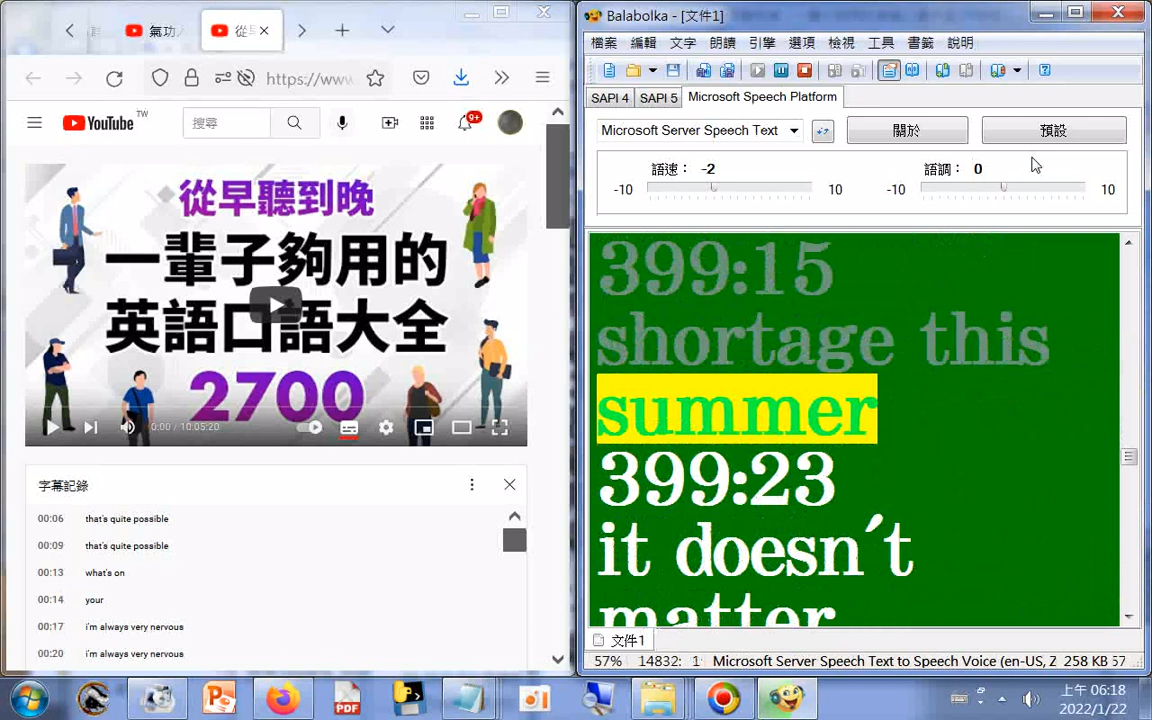 氣功
從
https://www
YouTube TW
搜尋
9+
從早聽到晚
一輩子夠用的
英語口語大全
2700
0:00 / 10:05:20
字幕記錄
00:06 that's quite possible
00:09 that's quite possible
00:13 what's on
00:14 your
00:17 i'm always very nervous
00:20 i'm always very nervous
Balabolka - [文件1]
檔案 編輯 文字 朗讀 引擎 選項 檢視 工具 書籤 說明
SAPI 4 SAPI 5 Microsoft Speech Platform
Microsoft Server Speech Text 關於 預設
語速： -2 語調： 0
-10 10 -10 10
399:15
shortage this
summer
399:23
it doesn't
matter
文件1
57% 14832: 1 Microsoft Server Speech Text to Speech Voice (en-US, Z 258 KB 57
PDF
上午 06:18
2022/1/22